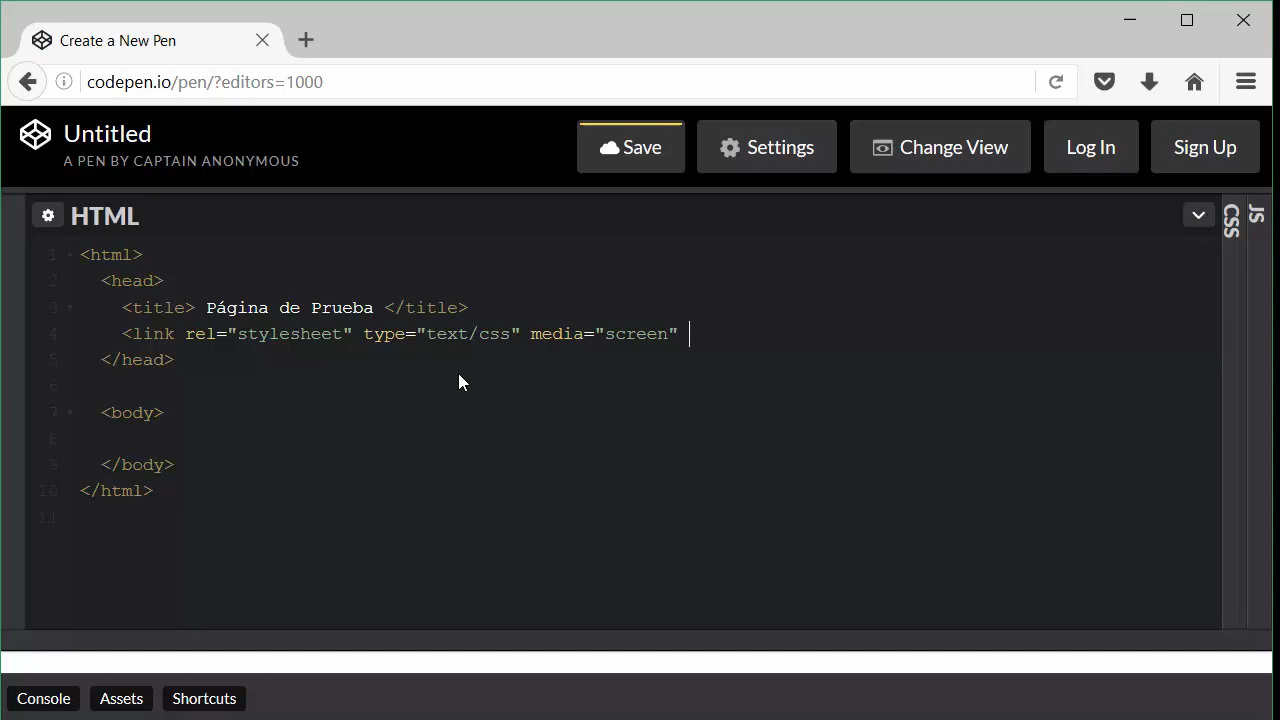 Create a New Pen
codepen.io/pen/?editors=1000
Untitled
A PEN BY CAPTAIN ANONYMOUS
Save
Settings
Change View
Log In
Sign Up
HTML
CSS
JS
1 <html>
2 <head>
3 <title> Página de Prueba </title>
4 <link rel="stylesheet" type="text/css" media="screen"
5 </head>
6
7 <body>
8
9 </body>
10 </html>
11
Console
Assets
Shortcuts